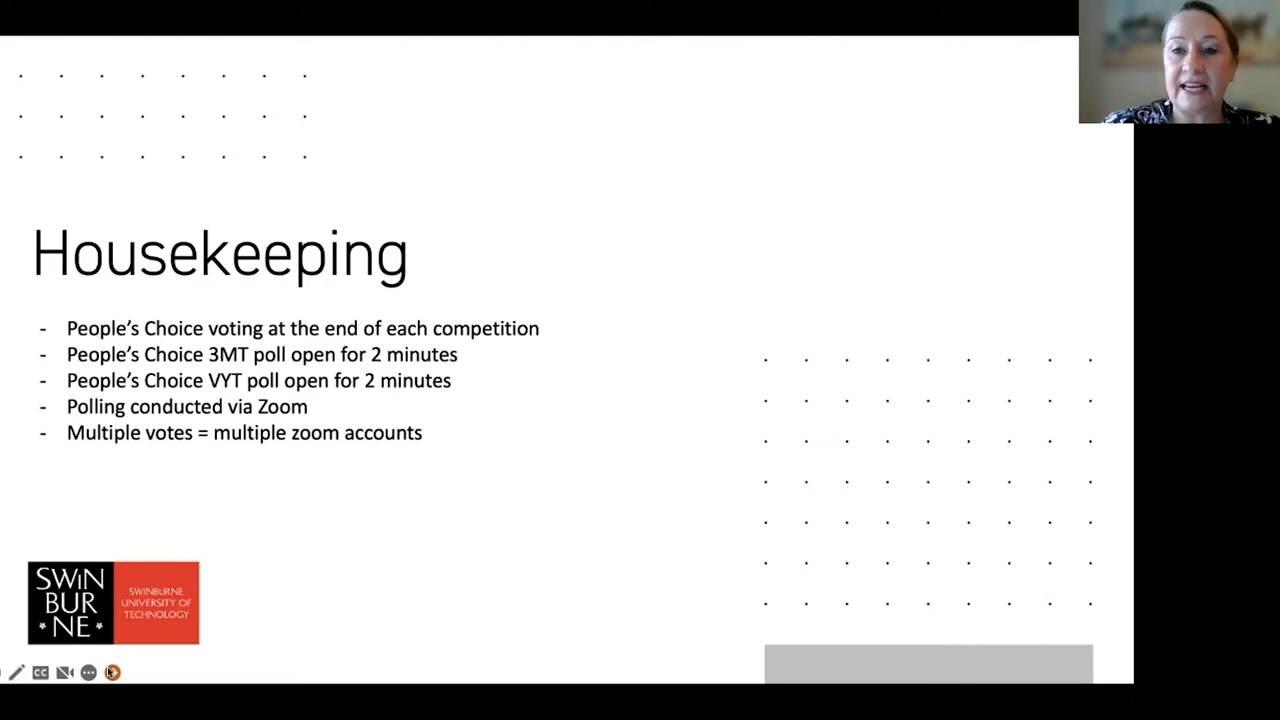 Housekeeping
- People's Choice voting at the end of each competition
- People's Choice 3MT poll open for 2 minutes
- People's Choice VYT poll open for 2 minutes
- Polling conducted via Zoom
- Multiple votes = multiple zoom accounts
SWIN
BUR
NE
SWINBURNE
UNIVERSITY OF
TECHNOLOGY
CC